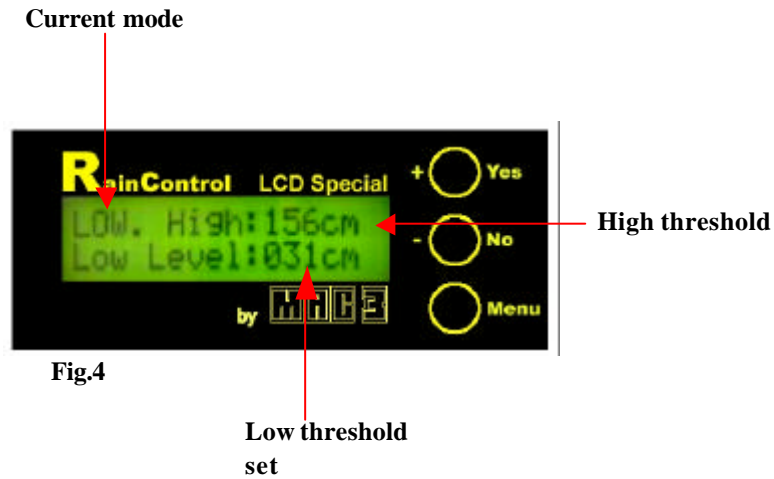 Current mode
RainControl LCD Special
+ Yes
LOW. High:156cm
High threshold
Low Level:031cm
- No
by MAC3
Menu
Fig.4
Low threshold
set